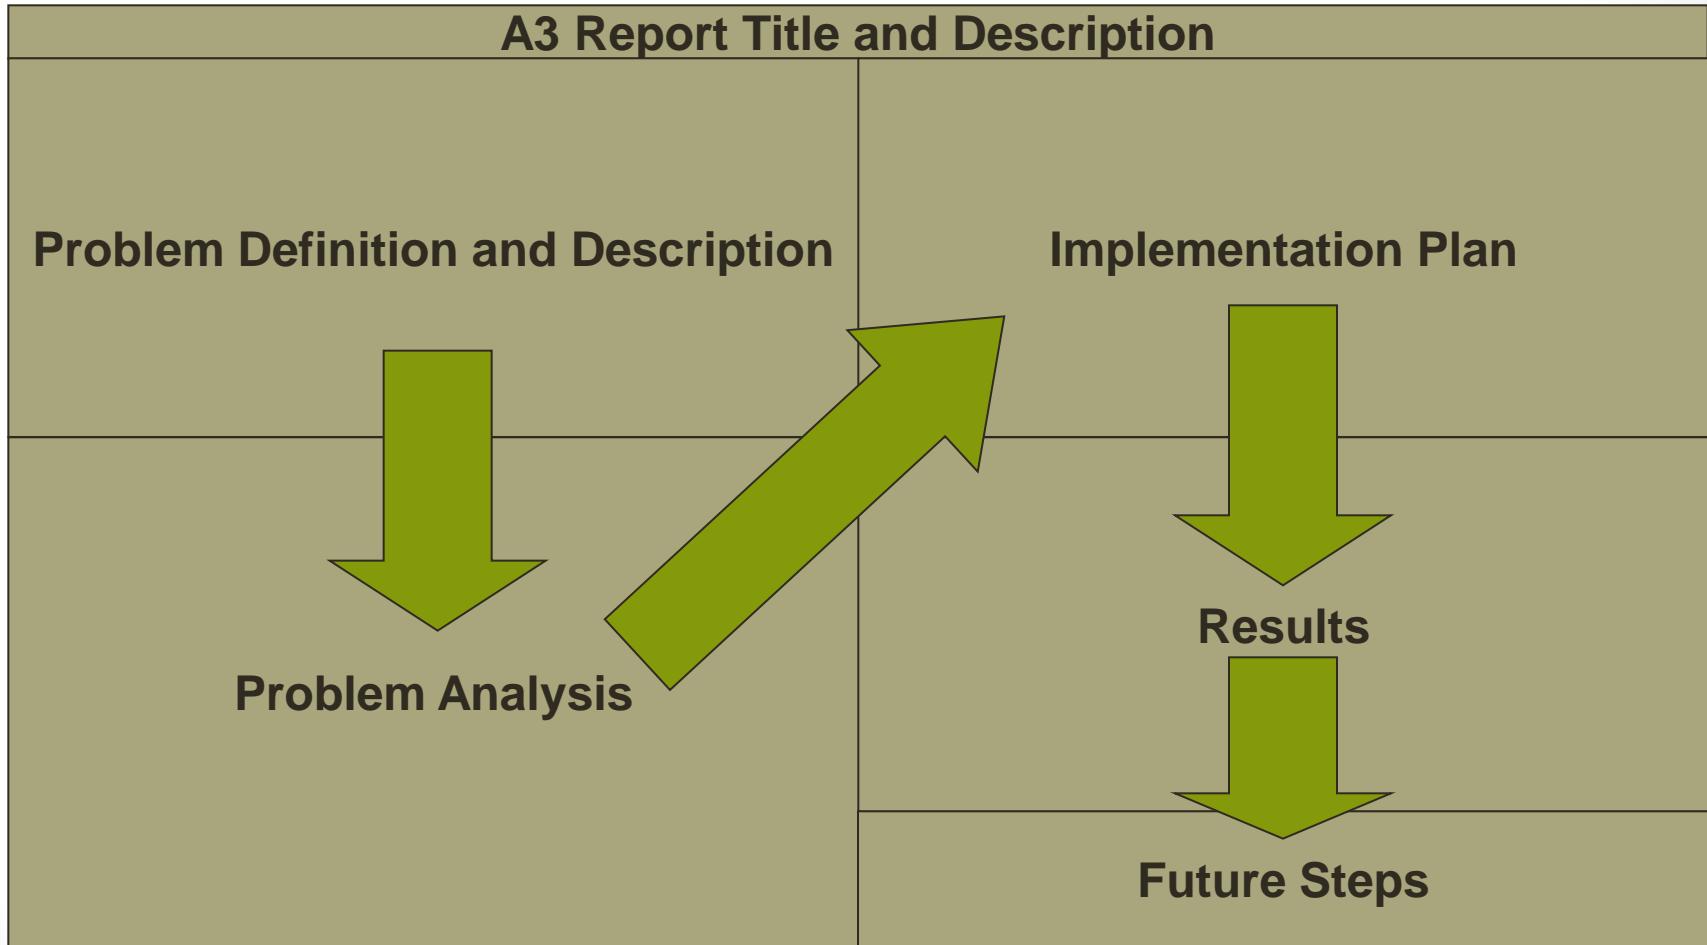 A3 Report Title and Description
Problem Definition and Description
Problem Analysis
Implementation Plan
Results
Future Steps